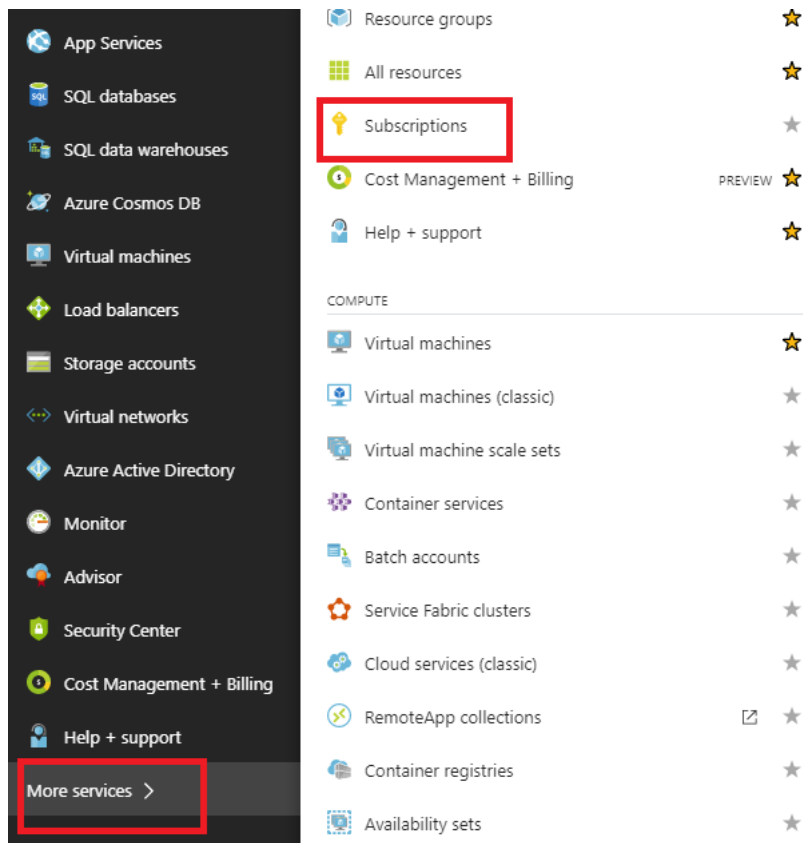 App Services
SQL databases
SQL data warehouses
Azure Cosmos DB
Virtual machines
Load balancers
Storage accounts
Virtual networks
Azure Active Directory
Monitor
Advisor
Security Center
Cost Management + Billing
Help + support
More services
Resource groups
All resources
Subscriptions
Cost Management + Billing PREVIEW
Help + support
COMPUTE
Virtual machines
Virtual machines (classic)
Virtual machine scale sets
Container services
Batch accounts
Service Fabric clusters
Cloud services (classic)
RemoteApp collections
Container registries
Availability sets